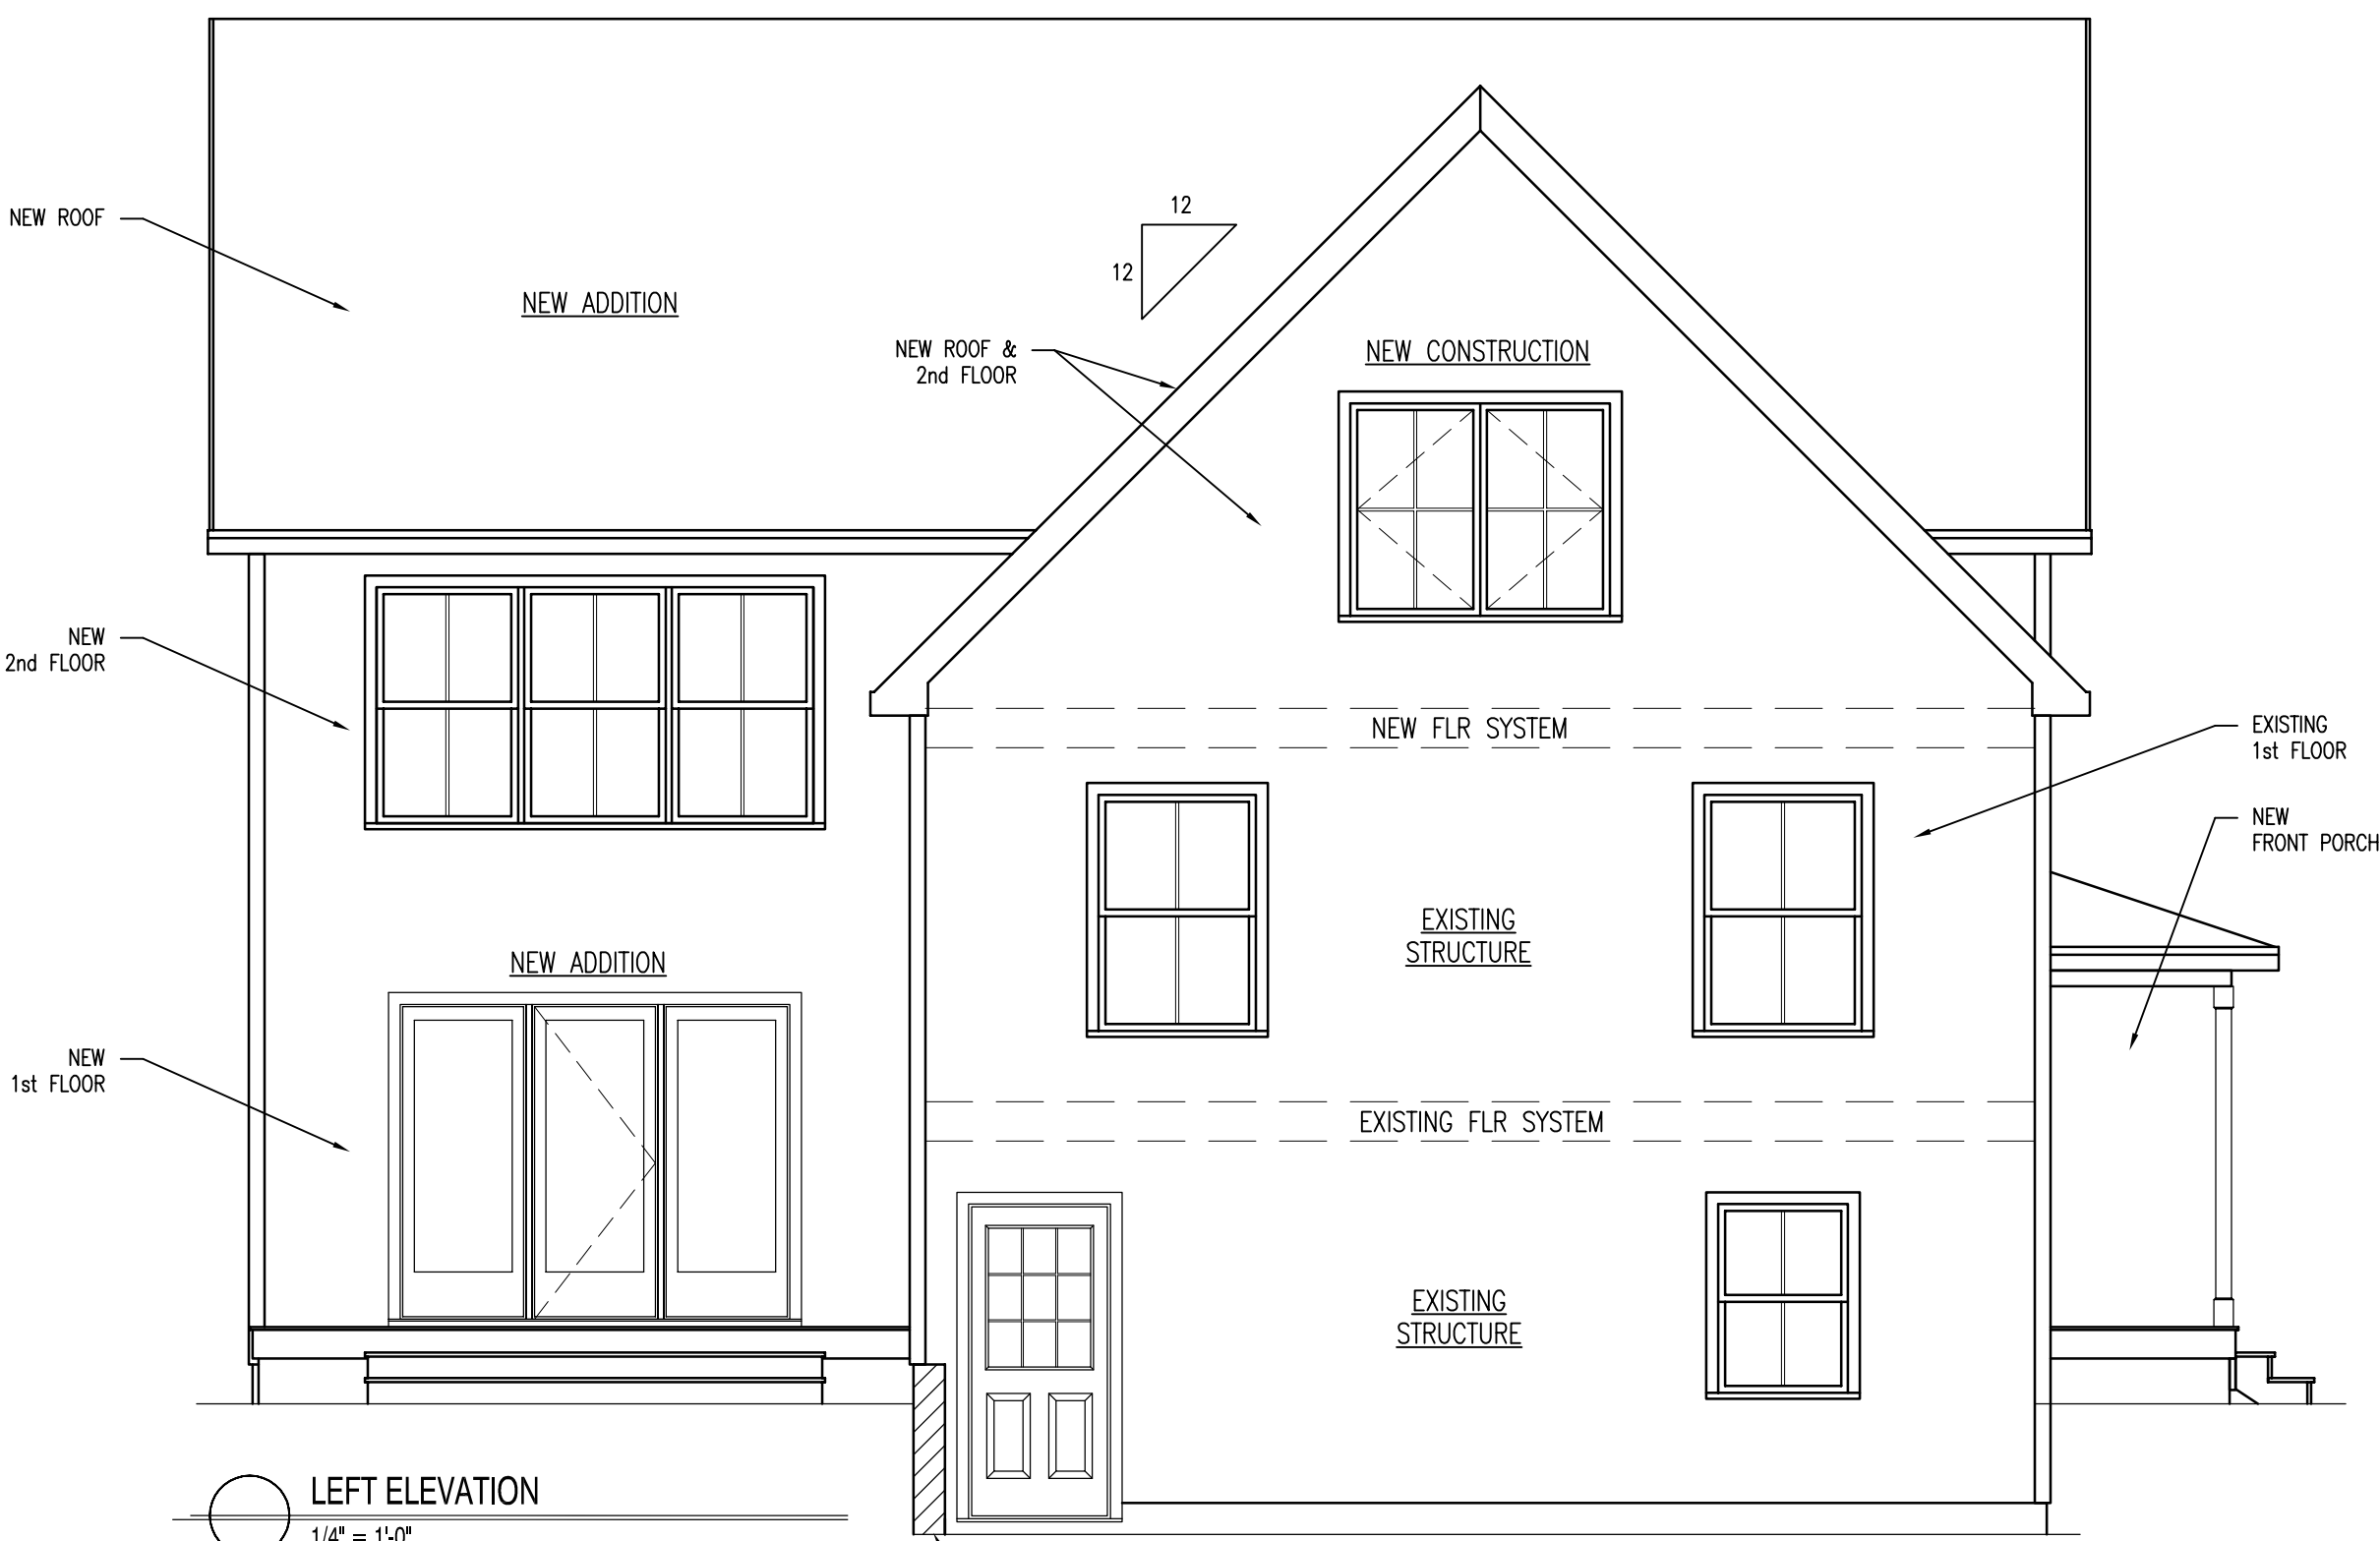 12
12
NEW ROOF
NEW ADDITION
NEW ROOF &
2nd FLOOR
NEW CONSTRUCTION
NEW
2nd FLOOR
NEW FLR SYSTEM
EXISTING
1st FLOOR
NEW
FRONT PORCH
EXISTING
STRUCTURE
NEW ADDITION
NEW
1st FLOOR
EXISTING FLR SYSTEM
EXISTING
STRUCTURE
LEFT ELEVATION
1/4" = 1'-0"